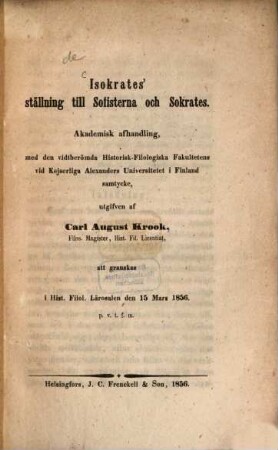 de
Isokrates'
ställning till Sofisterna och Sokrates.
Akademisk afhandling,
med den vidtberömda Historisk-Filologiska Fakultetens
vid Kejserliga Alexanders Universitetet i Finland
samtycke,
utgifven af
Carl August Krook,
Filos. Magister, Hist. Fil. Licentiat,
att granskas
i Hist. Filol. Lärosalen den 15 Mars 1856.
p. v. t. f. m.
Helsingfors, J. C. Frenckell & Son, 1856.